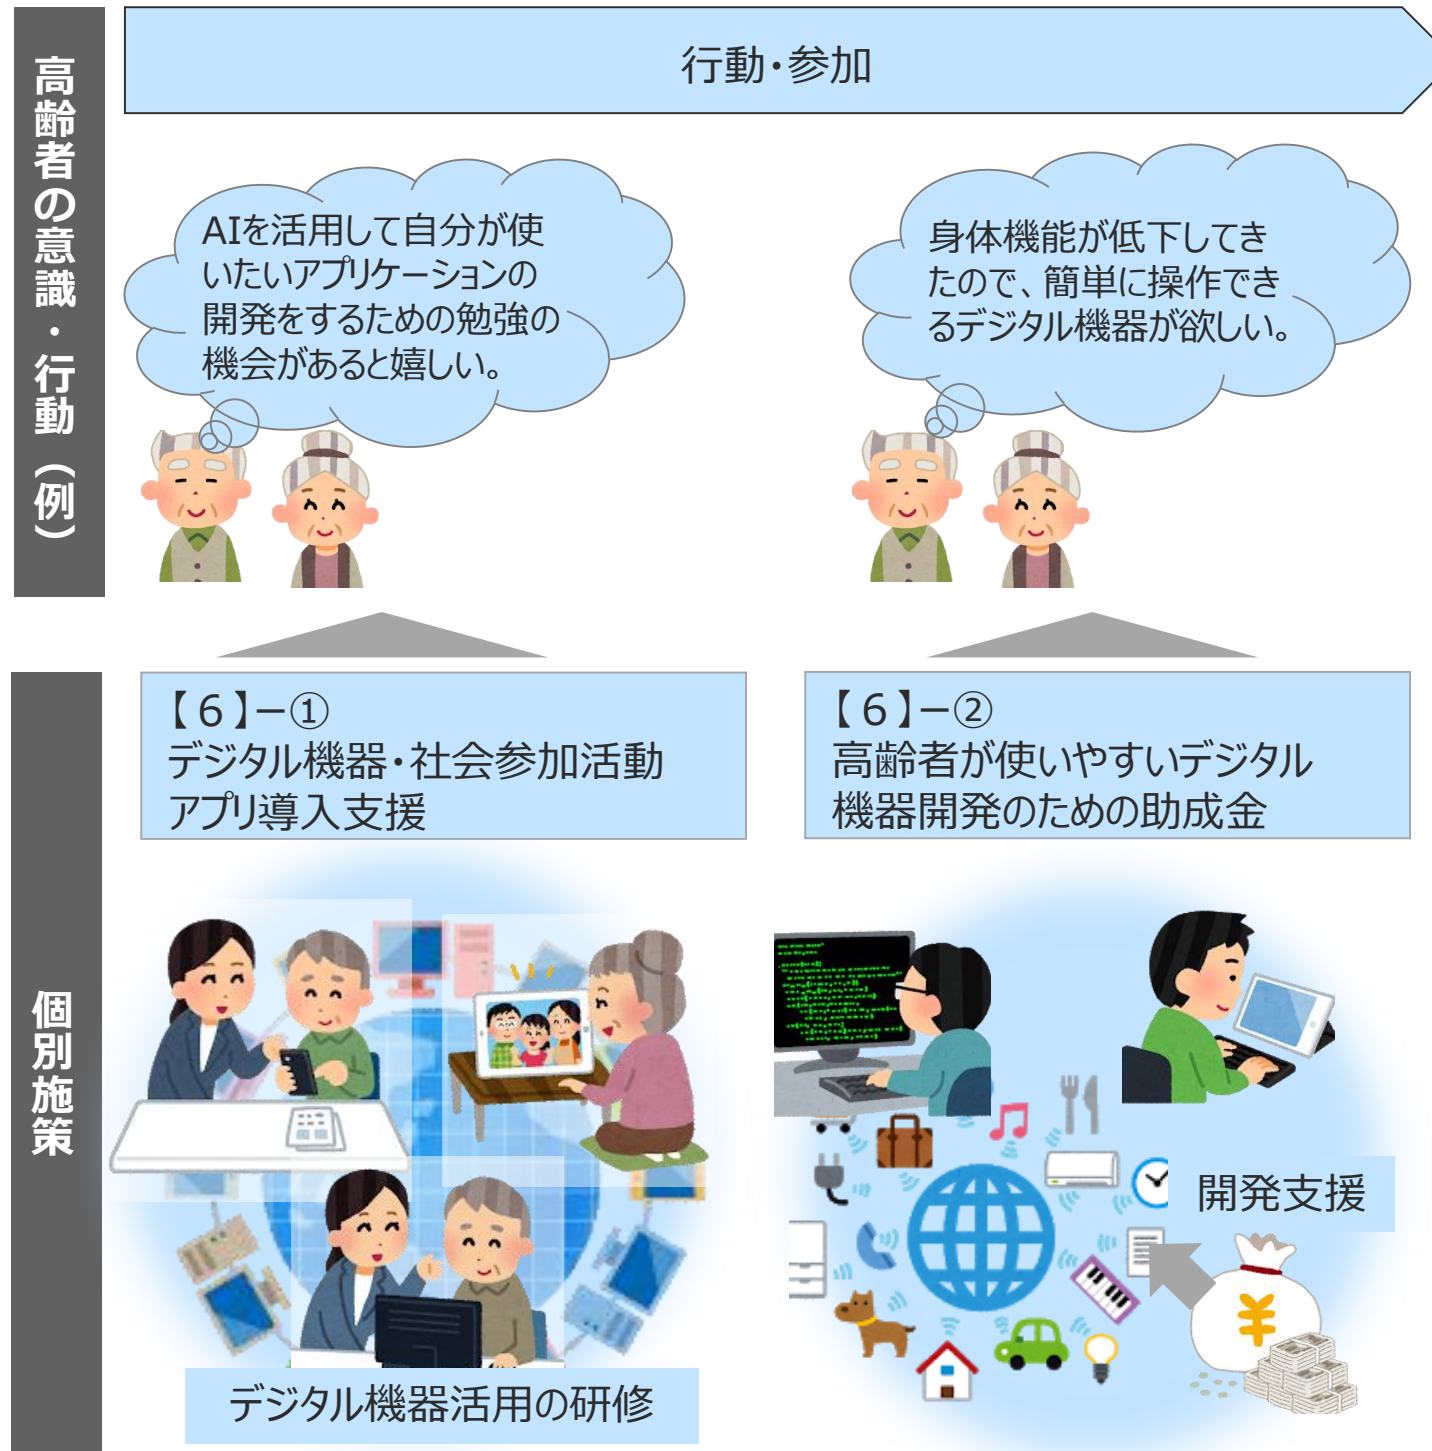 高齢者の意識・行動（例）
行動・参加
AIを活用して自分が使
いたいアプリケーションの
開発をするための勉強の
機会があると嬉しい。
身体機能が低下してき
たので、簡単に操作でき
るデジタル機器が欲しい。
個別施策
【６】ー①
デジタル機器・社会参加活動
アプリ導入支援
【６】ー②
高齢者が使いやすいデジタル
機器開発のための助成金
開発支援
¥
デジタル機器活用の研修